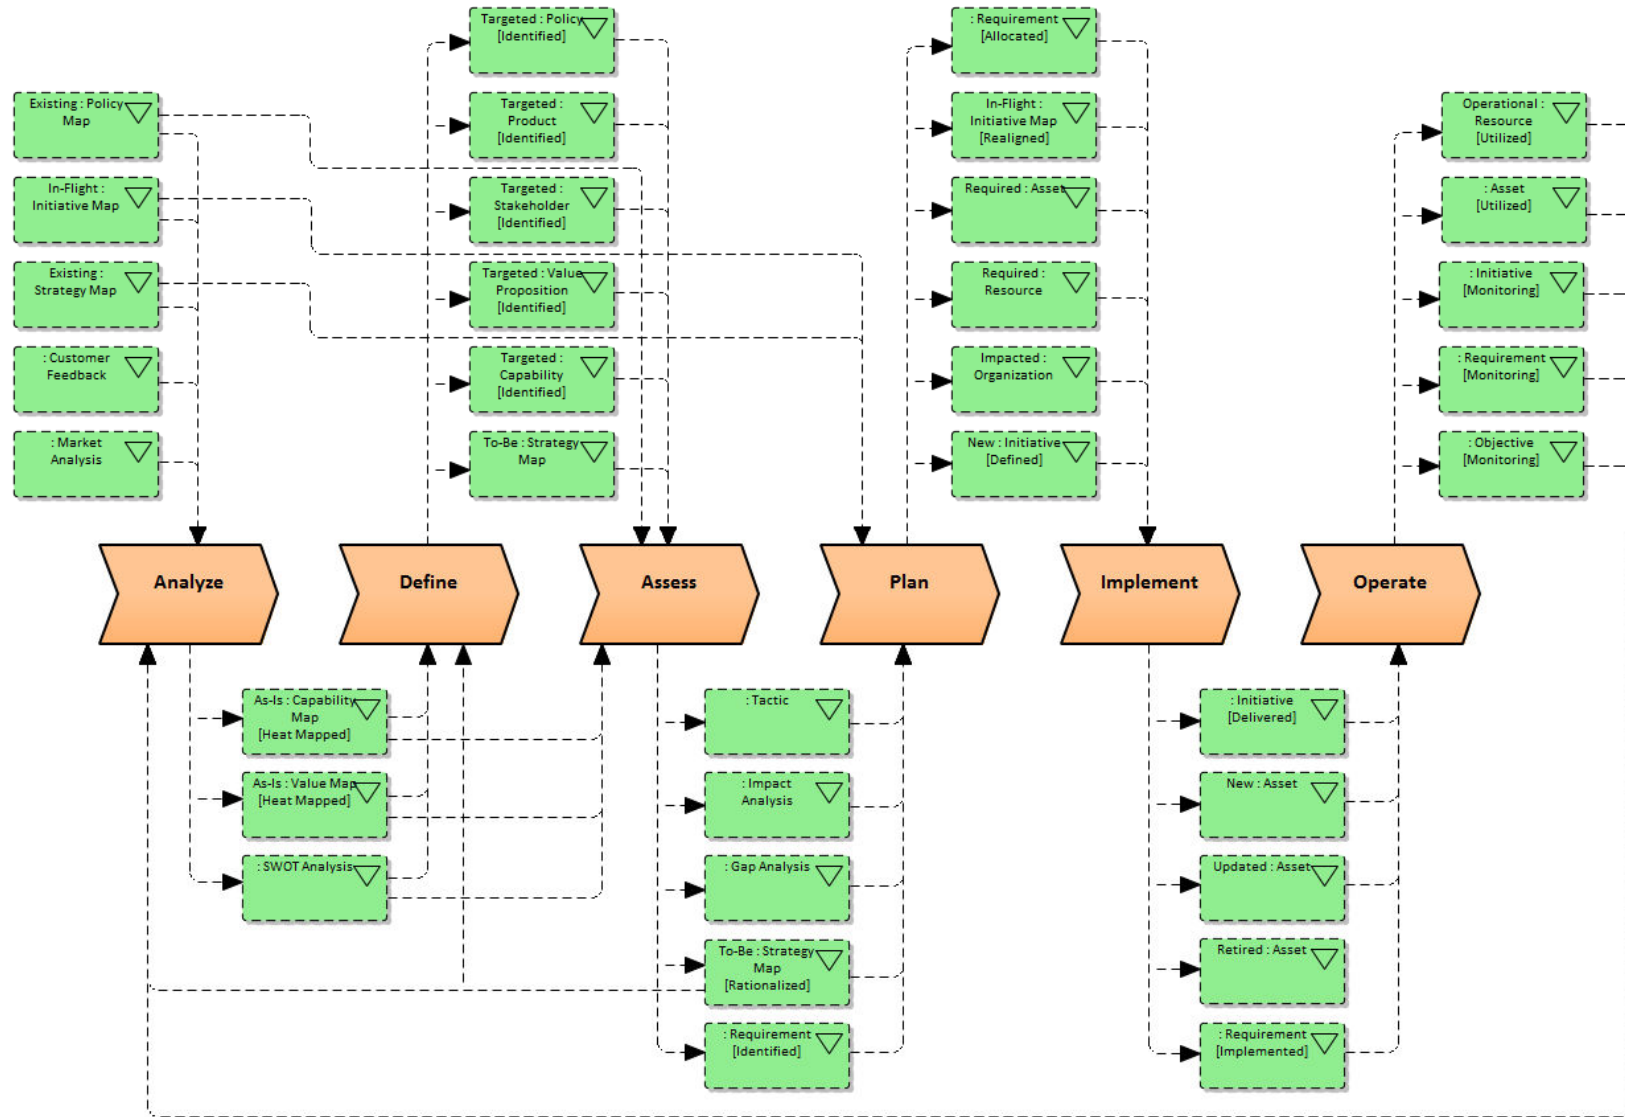 Existing : Policy
Map
In-Flight :
Initiative Map
Existing :
Strategy Map
: Customer
Feedback
: Market
Analysis
Targeted : Policy
[Identified]
Targeted :
Product
[Identified]
Targeted :
Stakeholder
[Identified]
Targeted : Value
Proposition
[Identified]
Targeted :
Capability
[Identified]
To-Be : Strategy
Map
: Requirement
[Allocated]
In-Flight :
Initiative Map
[Realigned]
Required : Asset
Required :
Resource
Impacted :
Organization
New : Initiative
[Defined]
Operational :
Resource
[Utilized]
: Asset
[Utilized]
: Initiative
[Monitoring]
: Requirement
[Monitoring]
: Objective
[Monitoring]
Analyze
Define
Assess
Plan
Implement
Operate
As-Is : Capability
Map
[Heat Mapped]
As-Is : Value Map
[Heat Mapped]
: SWOT Analysis
: Tactic
: Impact
Analysis
: Gap Analysis
To-Be : Strategy
Map
[Rationalized]
: Requirement
[Identified]
: Initiative
[Delivered]
New : Asset
Updated : Asset
Retired : Asset
: Requirement
[Implemented]